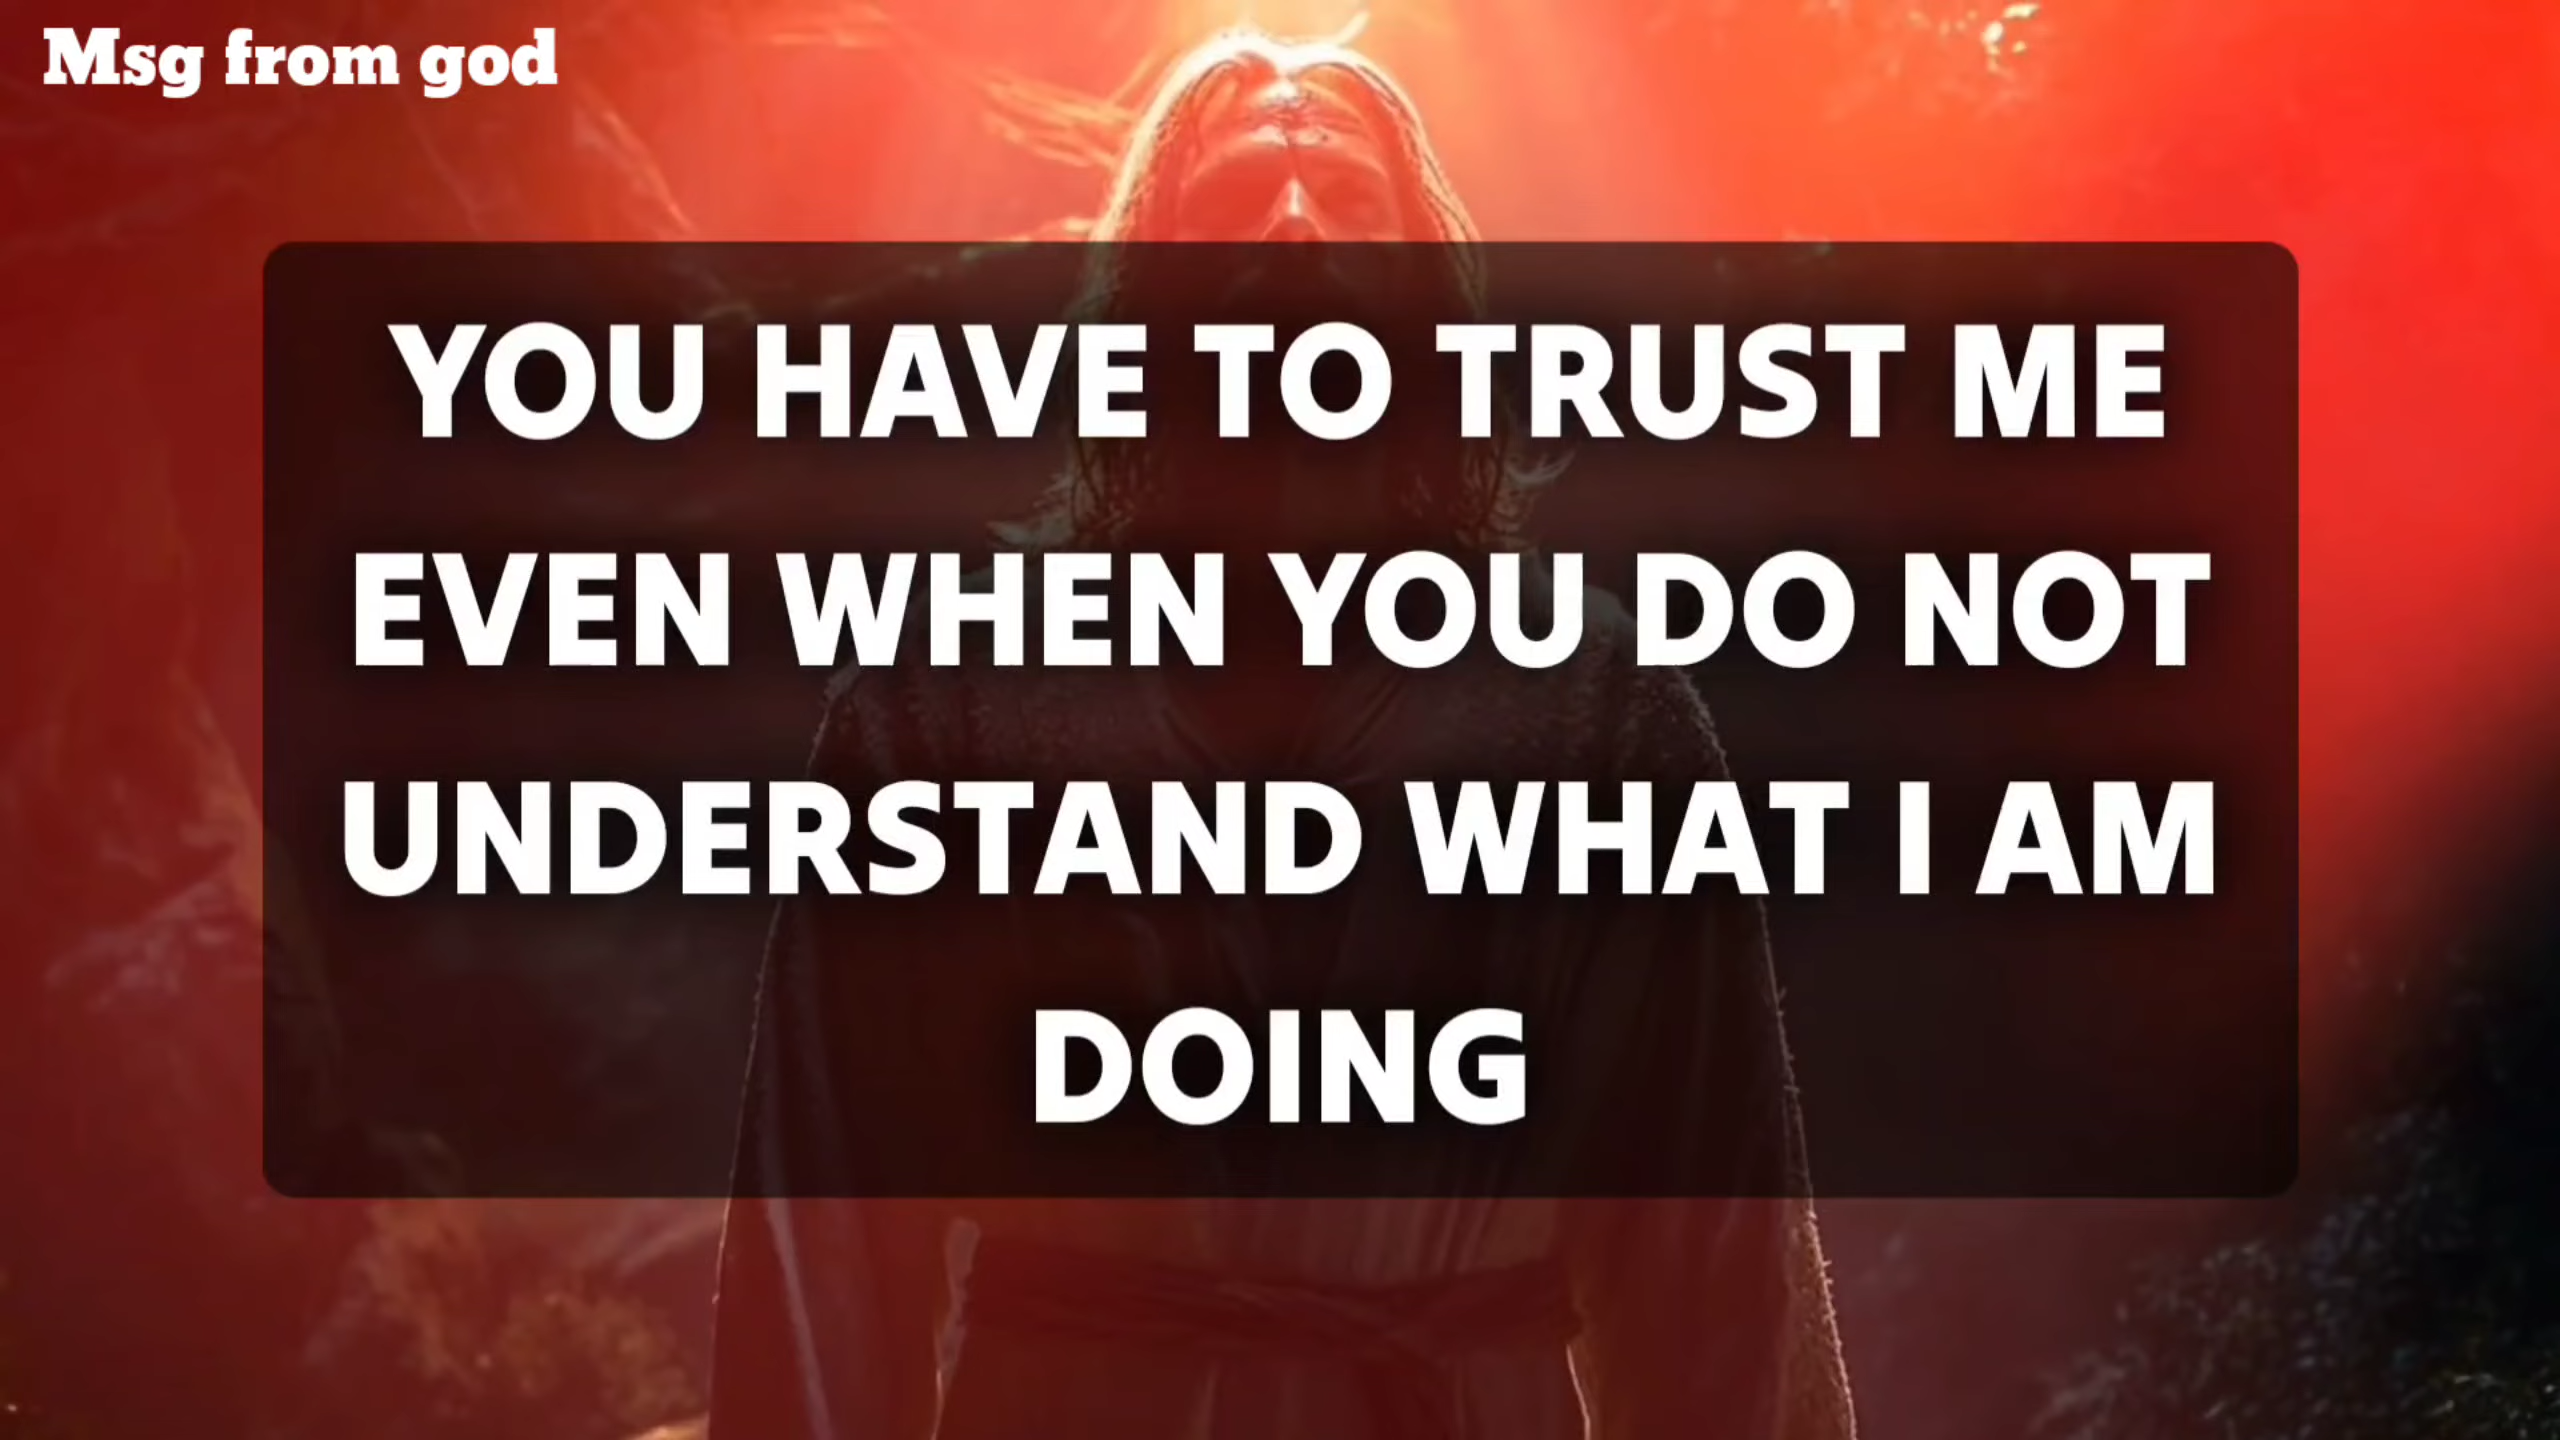 Msg from god
YOU HAVE TO TRUST ME
EVEN WHEN YOU DO NOT
UNDERSTAND WHAT I AM
DOING